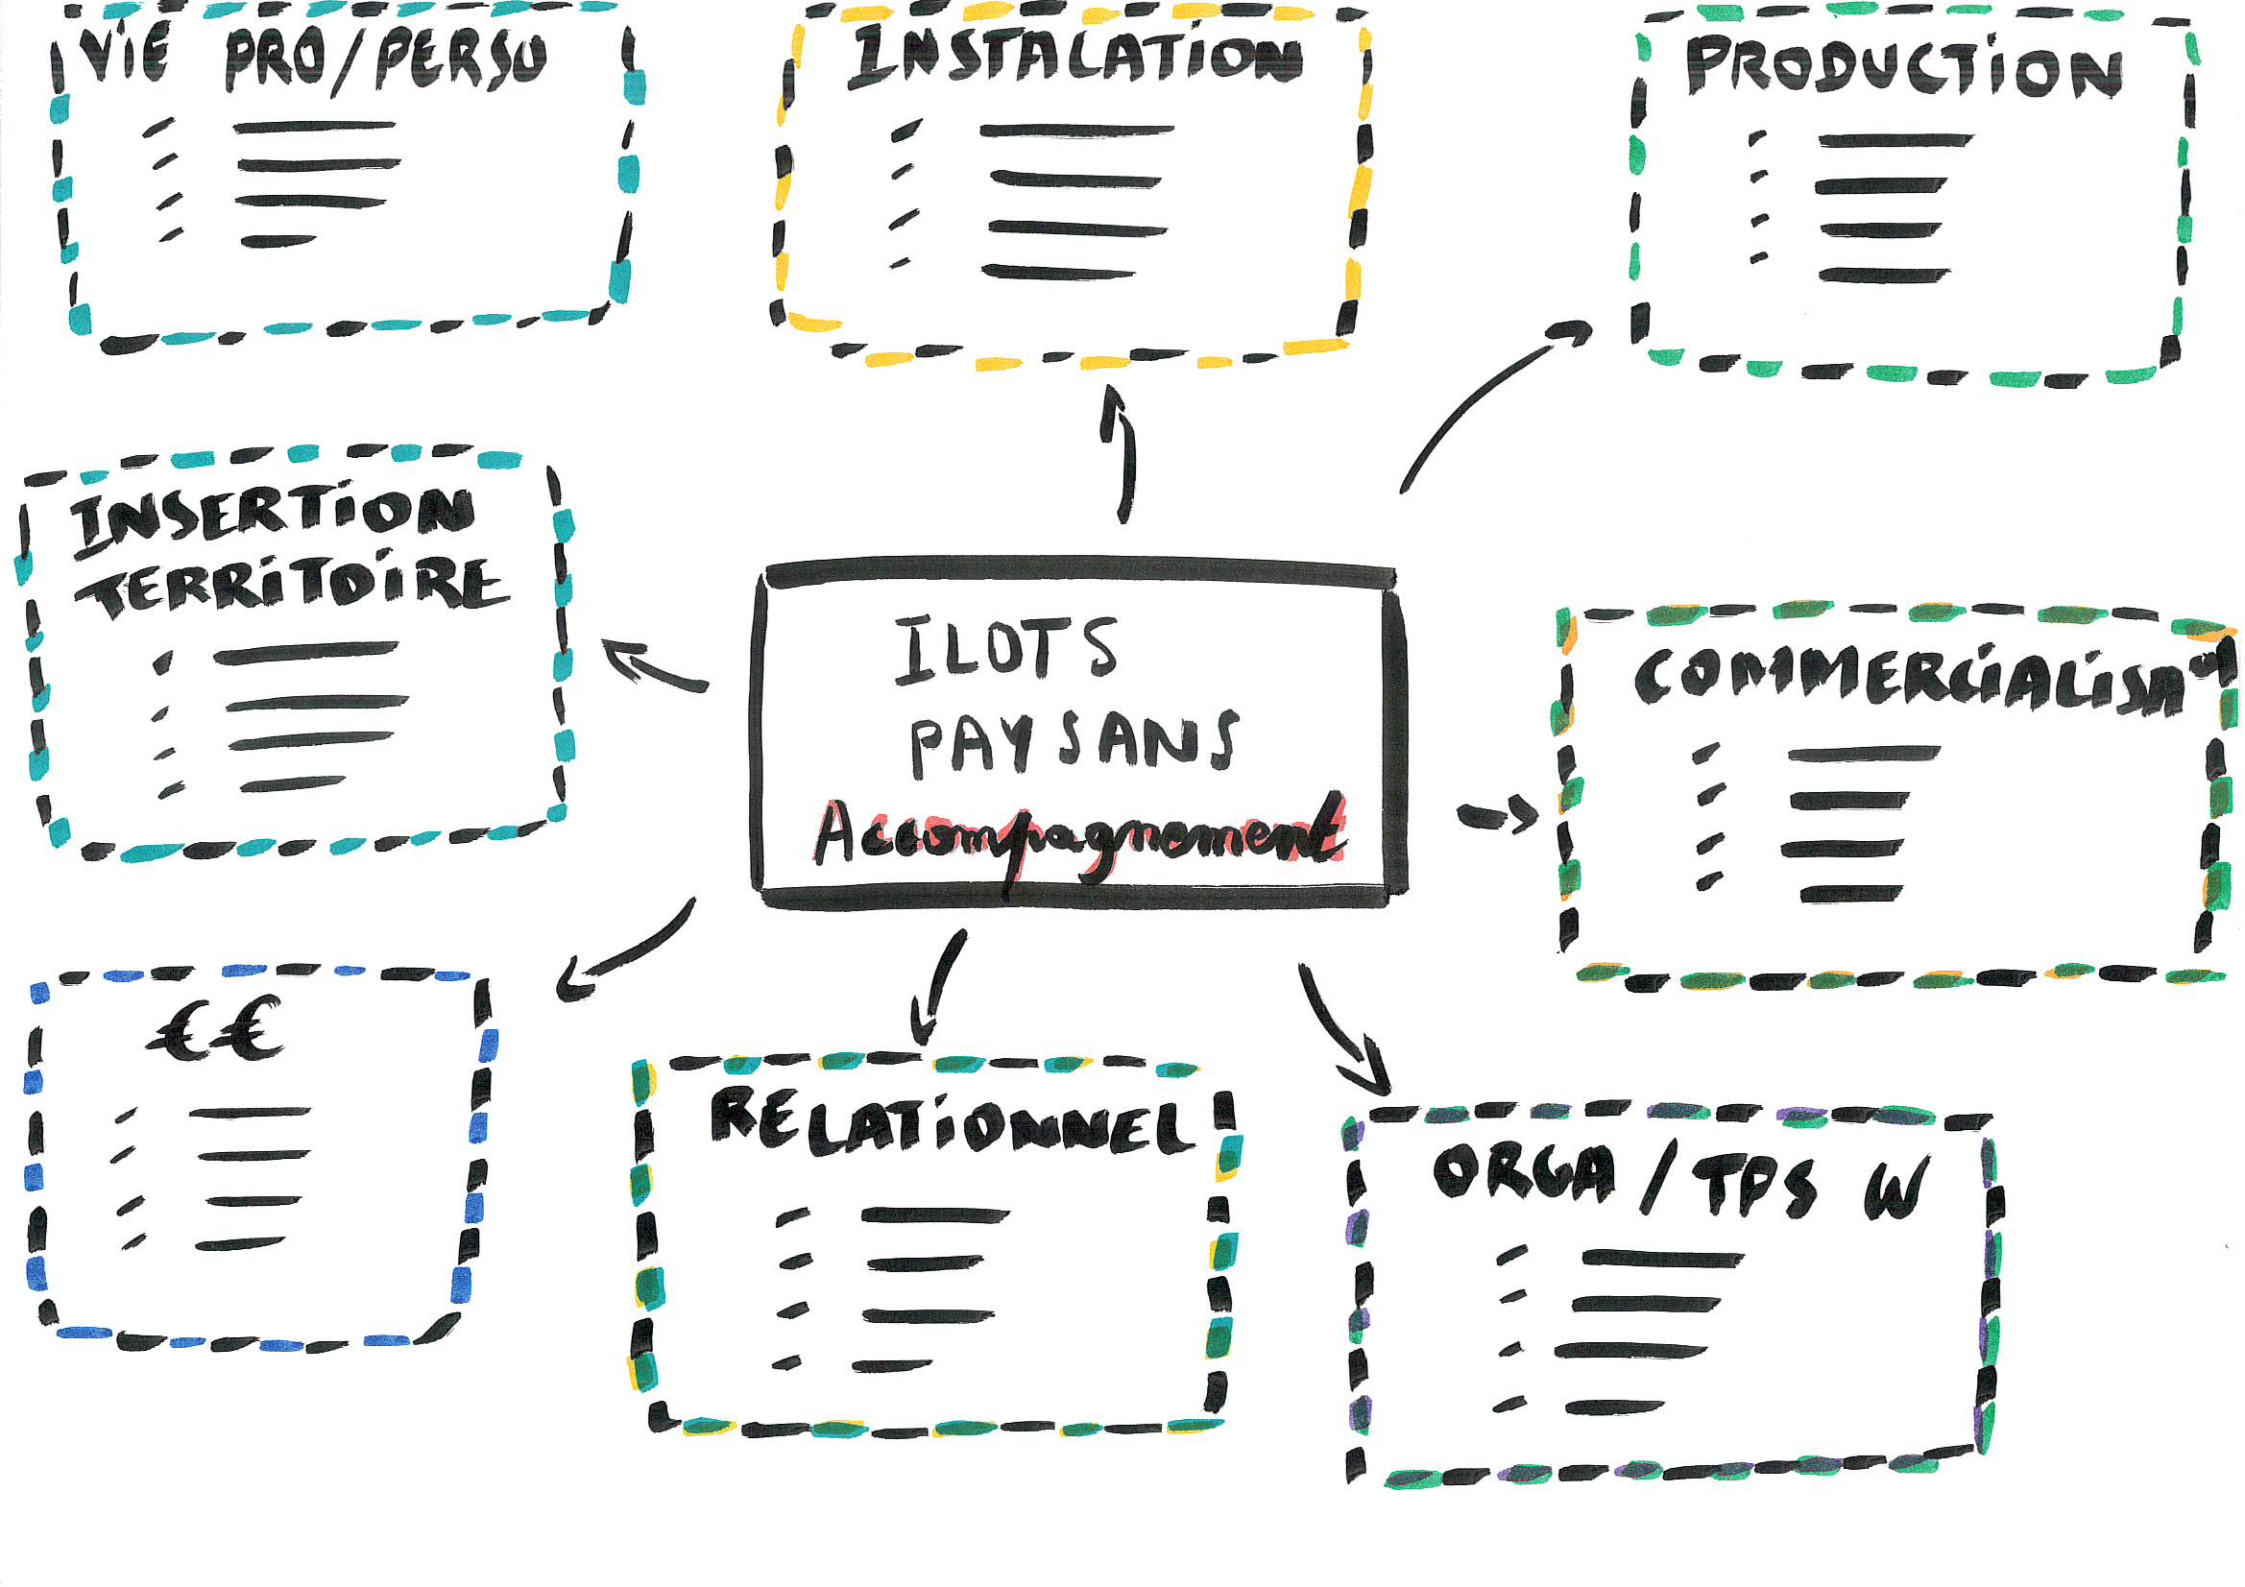 ViE PRO/PERSO
INSTALATiON
PRODUCTiON
INSERTiON
TERRiTOiRE
ILOTS
PAYSANS
Accompagnement
COMMERCiALiSA°
€€
RELATiONNEL
ORGA / TPS W